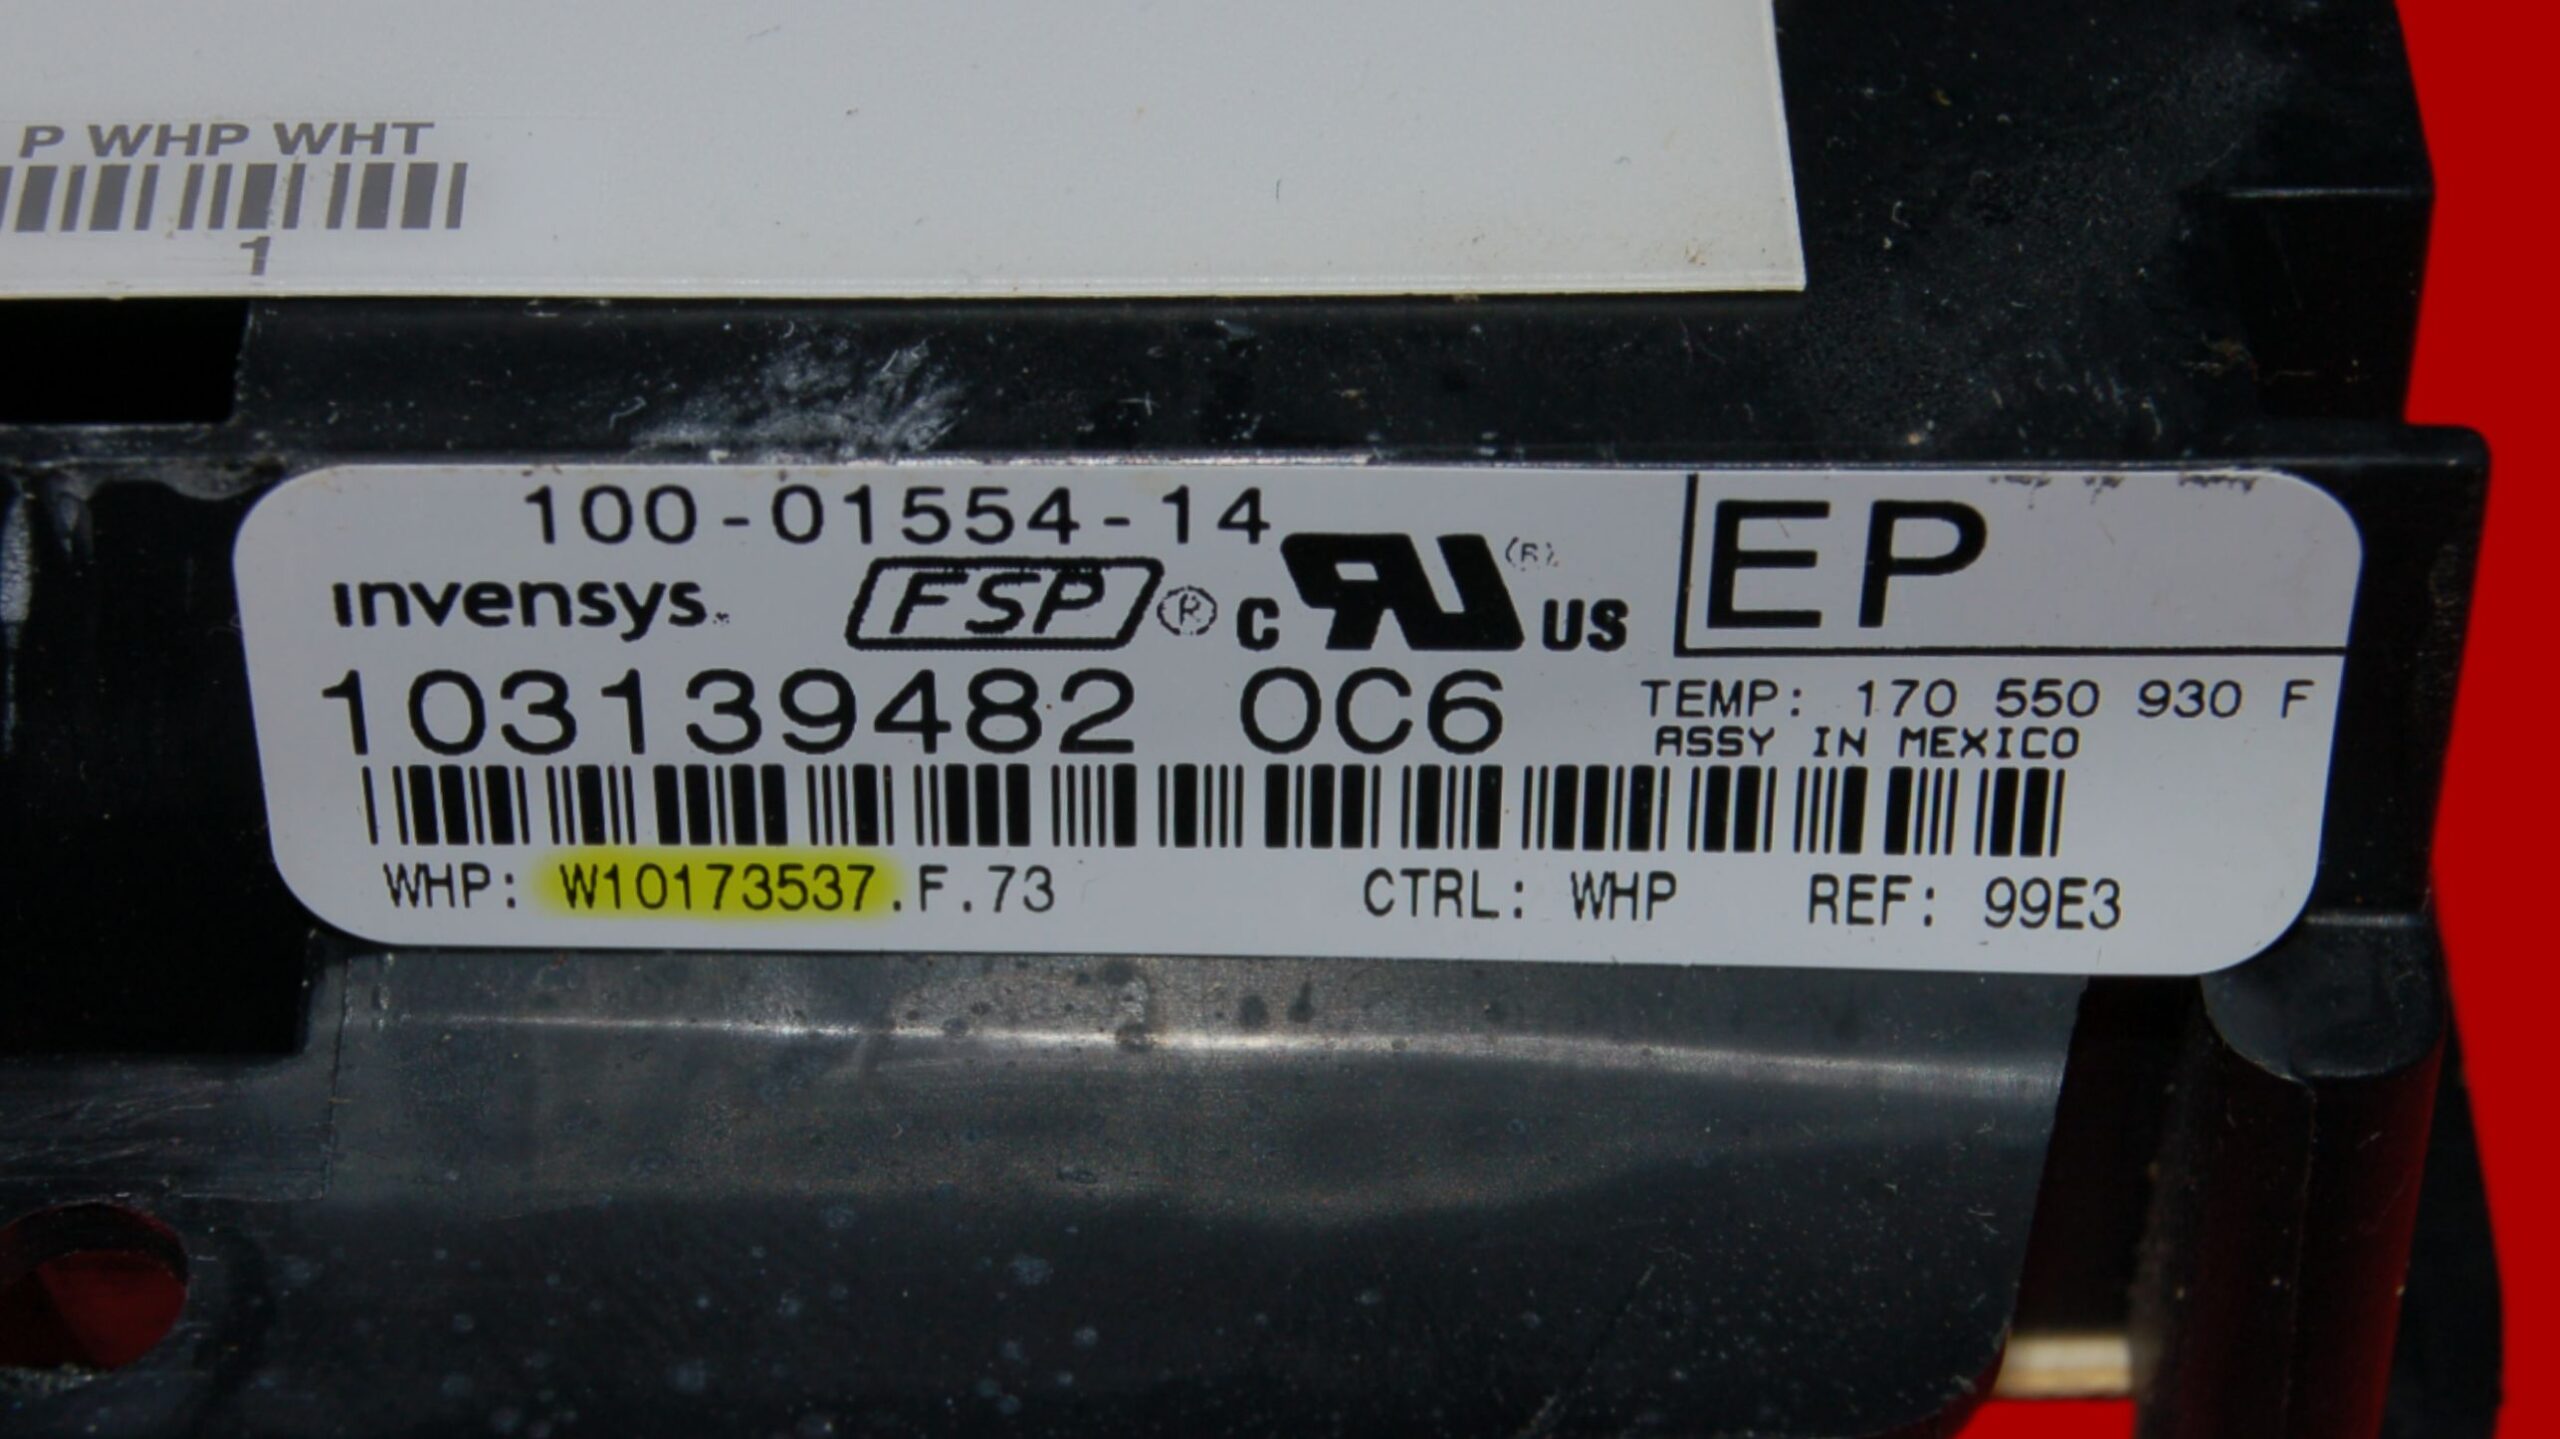 P WHP WHT
1
100-01554-14
invensys FSP® c RU® US
EP
103139482 0C6
TEMP: 170 550 930 F
ASSY IN MEXICO
WHP: W10173537.F.73 CTRL: WHP REF: 99E3